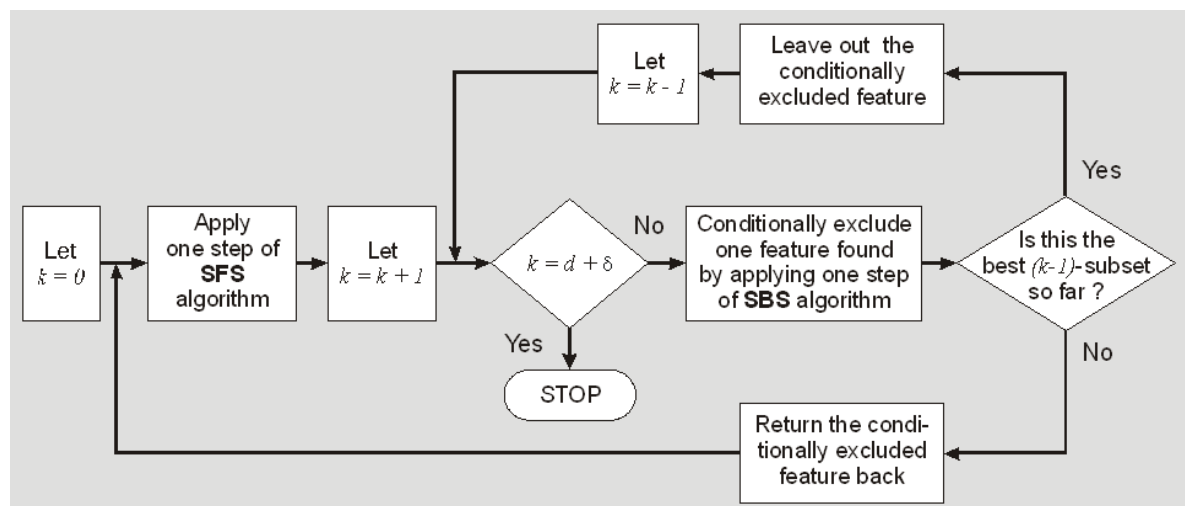 Let
k = 0
Apply
one step of
SFS
algorithm
Let
k = k + 1
k = d + δ
No
Yes
STOP
Conditionally exclude
one feature found
by applying one step
of SBS algorithm
Is this the
best (k-1)-subset
so far ?
Yes
Leave out the
conditionally
excluded feature
Let
k = k - 1
No
Return the condi-
tionally excluded
feature back